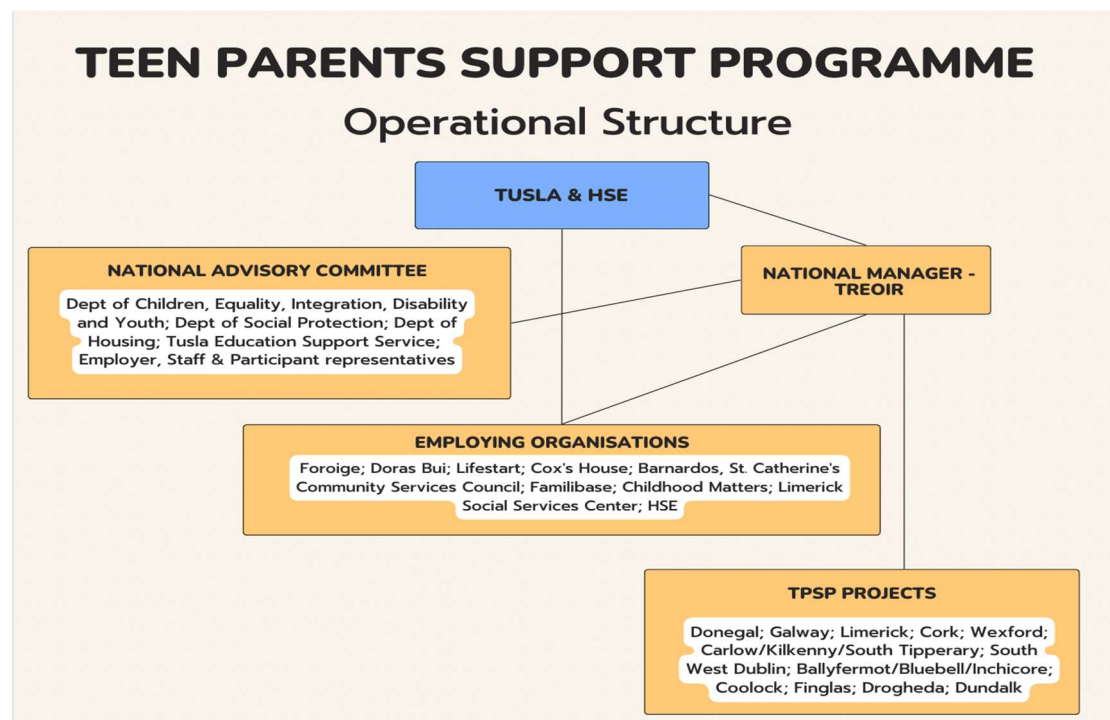 TEEN PARENTS SUPPORT PROGRAMME
Operational Structure
TUSLA & HSE
NATIONAL ADVISORY COMMITTEE
Dept of Children, Equality, Integration, Disability
and Youth; Dept of Social Protection; Dept of
Housing; Tusla Education Support Service;
Employer, Staff & Participant representatives
NATIONAL MANAGER -
TREOIR
EMPLOYING ORGANISATIONS
Foroige; Doras Bui; Lifestart; Cox's House; Barnardos, St. Catherine's
Community Services Council; Familibase; Childhood Matters; Limerick
Social Services Center; HSE
TPSP PROJECTS
Donegal; Galway; Limerick; Cork; Wexford;
Carlow/Kilkenny/South Tipperary; South
West Dublin; Ballyfermot/Bluebell/Inchicore;
Coolock; Finglas; Drogheda; Dundalk